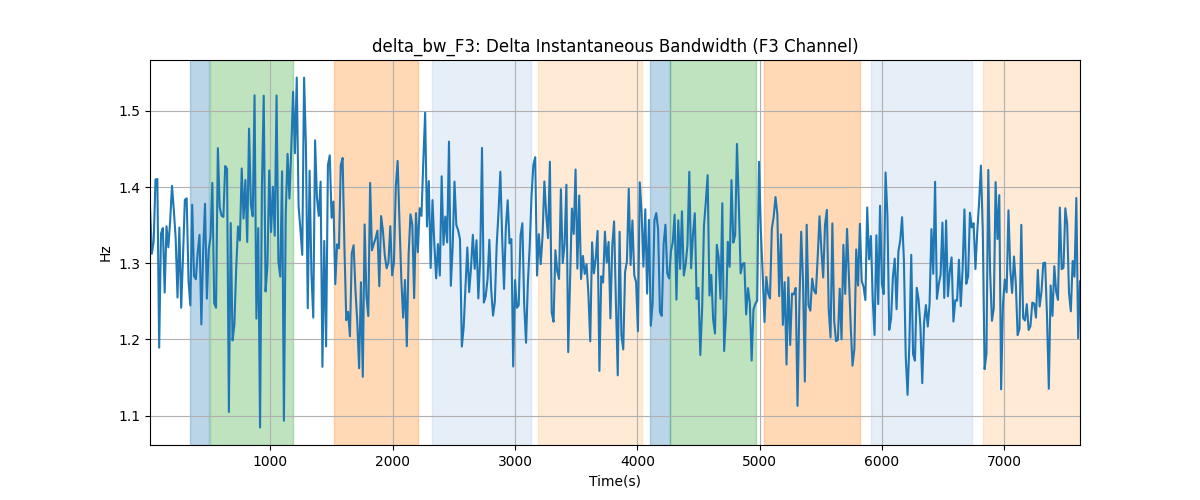 delta_bw_F3: Delta Instantaneous Bandwidth (F3 Channel)
1.5
1.4
1.3
1.2
1.1
Hz
1000 2000 3000 4000 5000 6000 7000
Time(s)